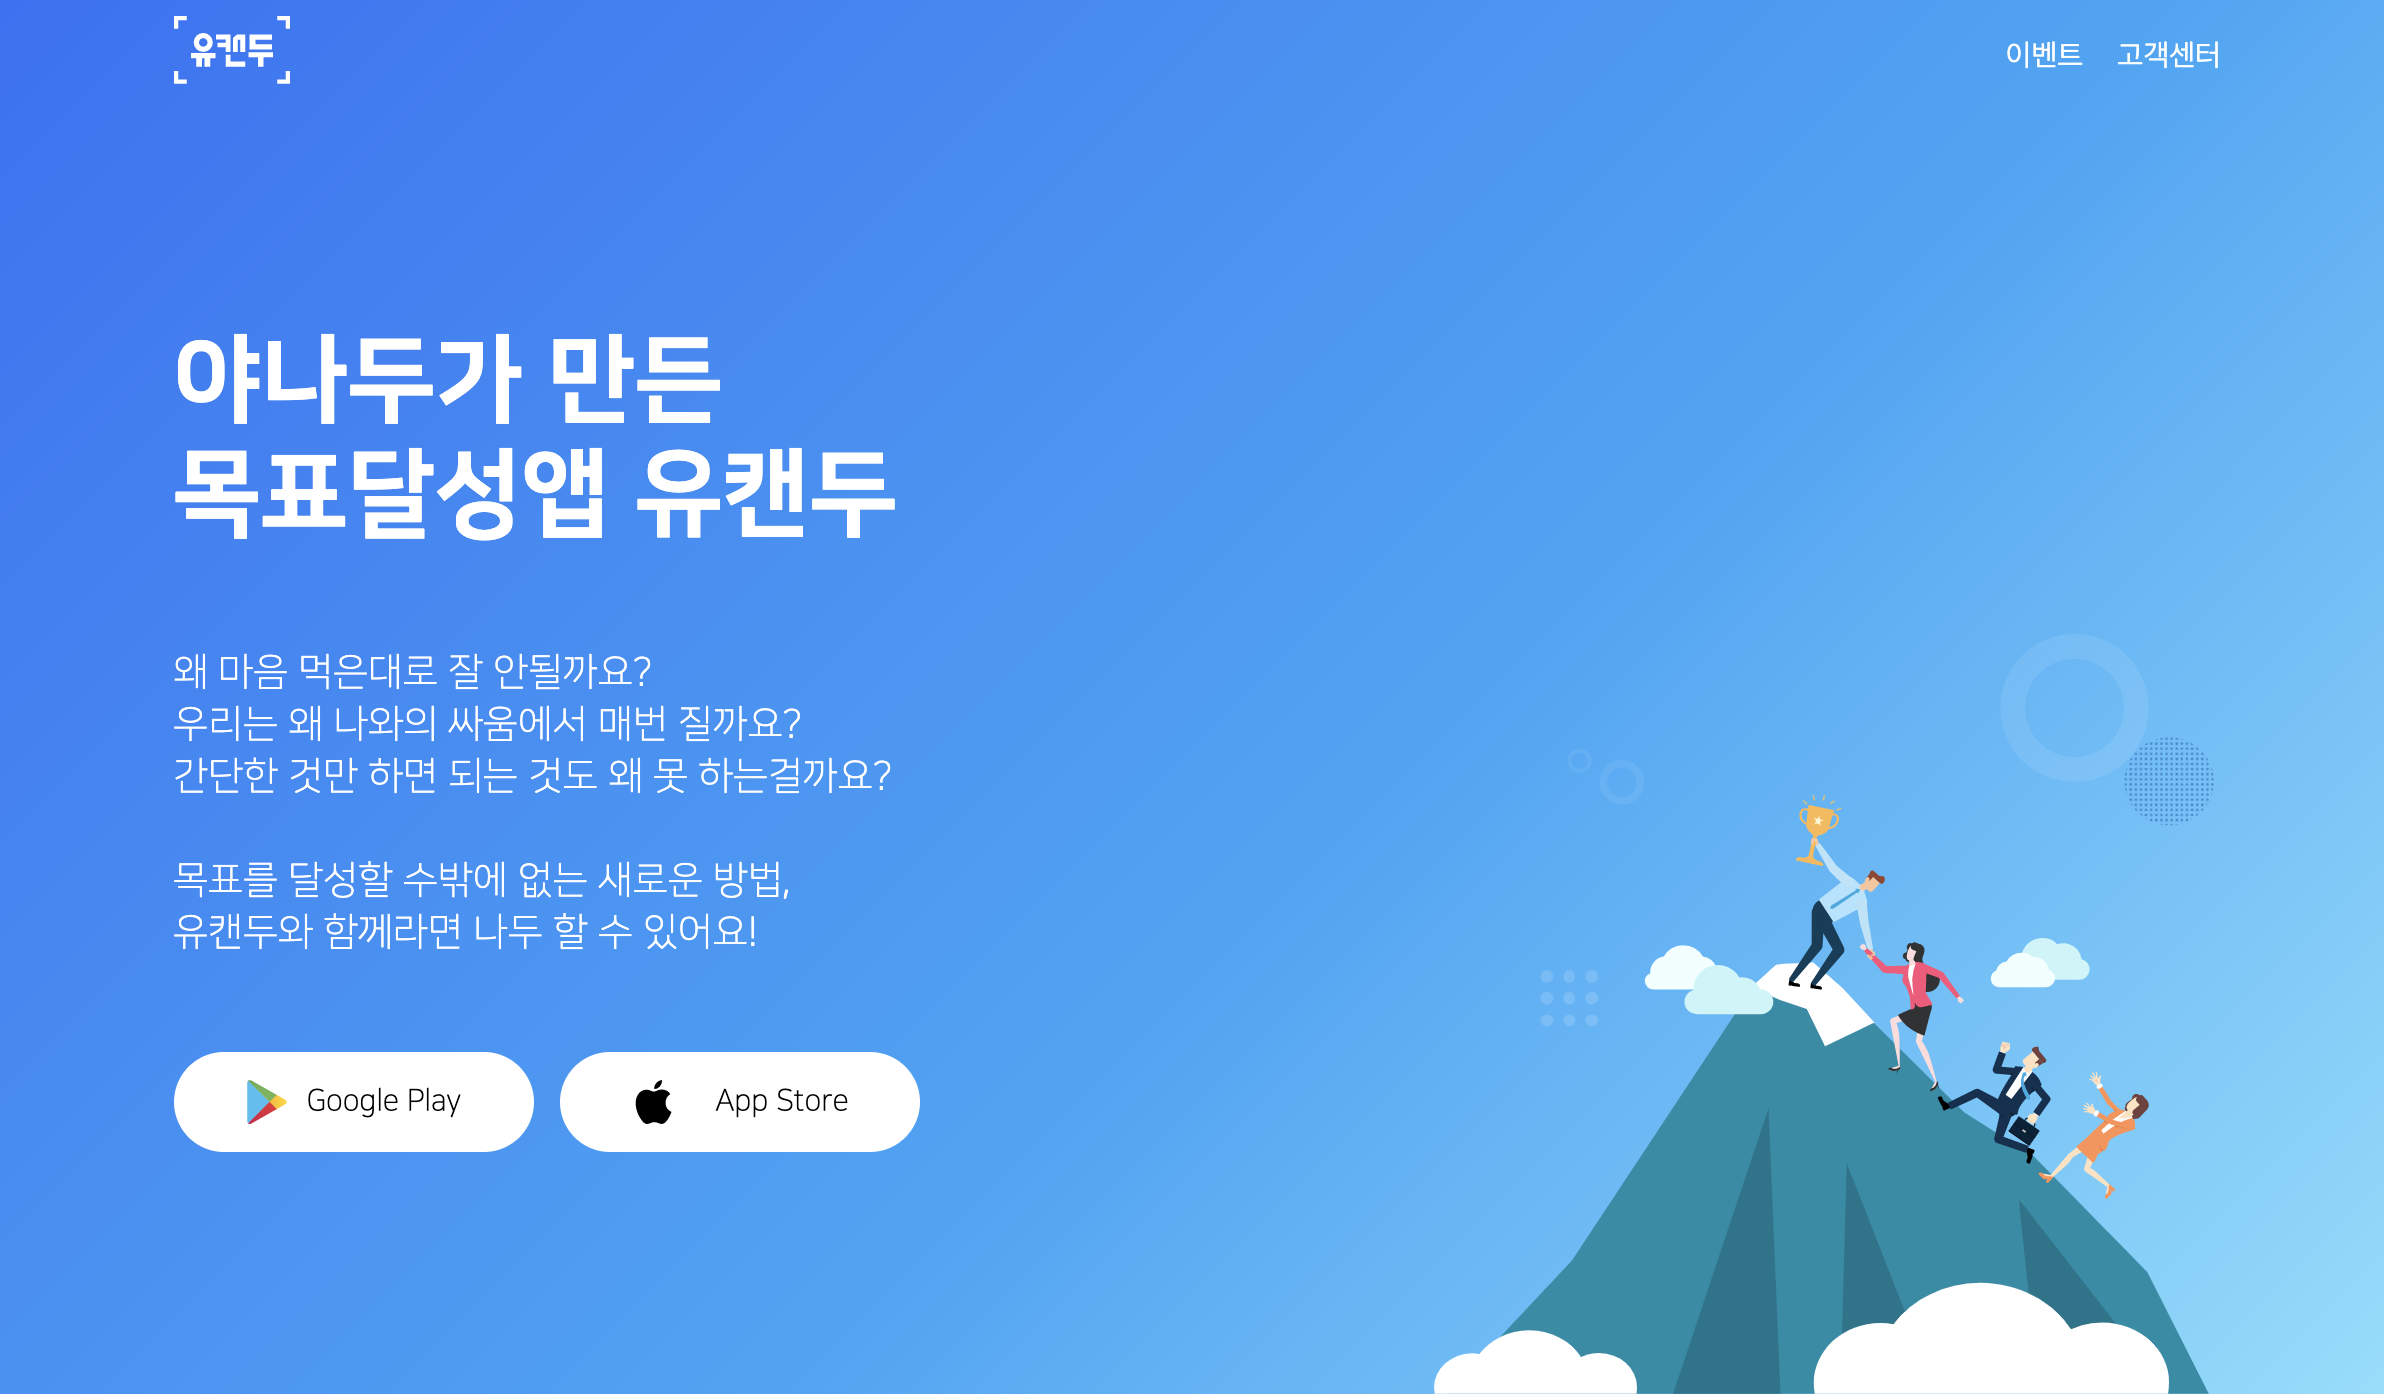 유캔두
이벤트 고객센터
야나두가 만든
목표달성앱 유캔두
왜 마음 먹은대로 잘 안될까요?
우리는 왜 나와의 싸움에서 매번 질까요?
간단한 것만 하면 되는 것도 왜 못 하는걸까요?
목표를 달성할 수밖에 없는 새로운 방법,
유캔두와 함께라면 나두 할 수 있어요!
Google Play
App Store